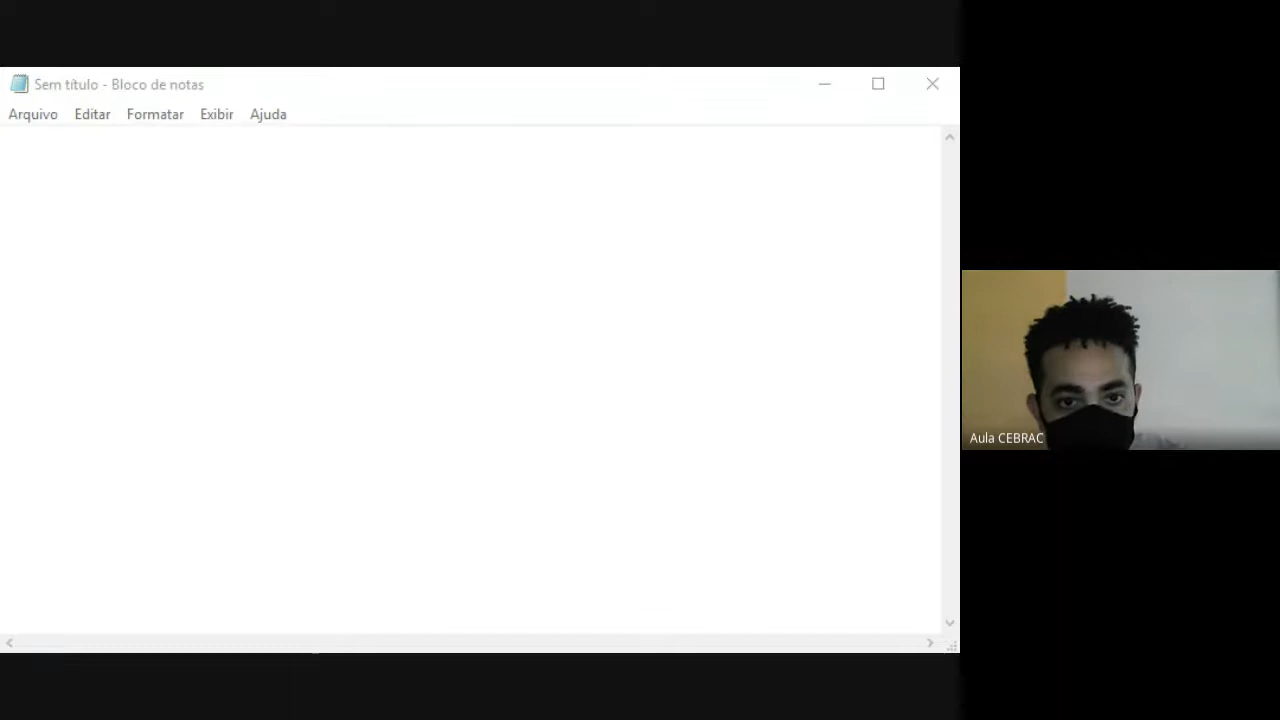 Sem título - Bloco de notas
Arquivo Editar Formatar Exibir Ajuda
Aula CEBRAC